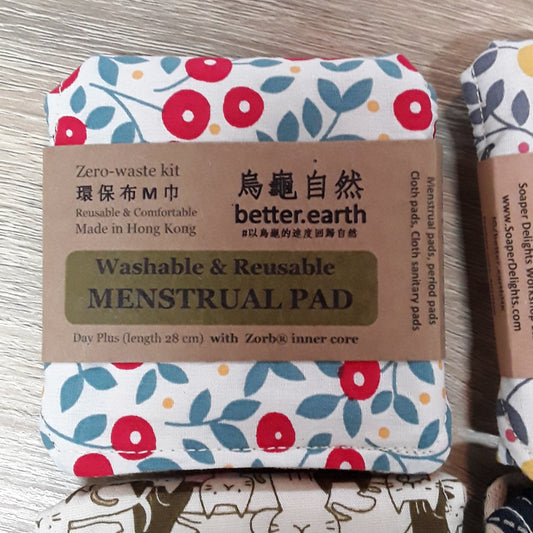 Zero-waste kit
環保布M巾
Reusable & Comfortable
Made in Hong Kong
烏龜自然
better.earth
以烏龜的速度回歸自然
Washable & Reusable
MENSTRUAL PAD
Day Plus (length 28 cm) with Zorb® inner core
Menstrual pads, period pads
Cloth pads, Cloth sanitary pads
Soaper Delights Workshop
www.SoaperDelights.com